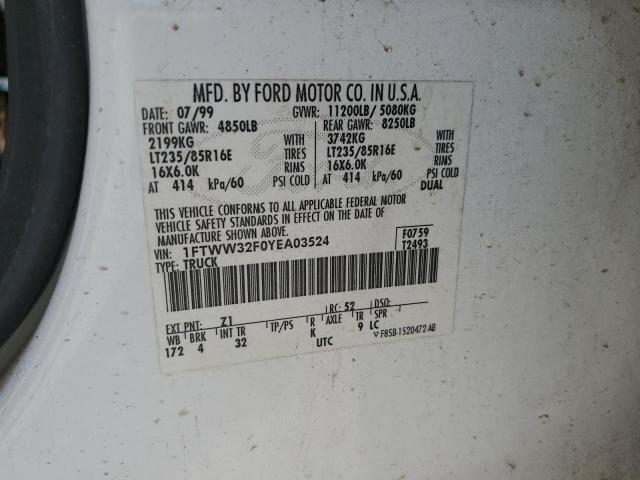 MFD. BY FORD MOTOR CO. IN U.S.A.
DATE: 07/99 GVWR: 11200LB/ 5080KG
FRONT GAWR: 4850LB REAR GAWR: 8250LB
2199KG WITH 3742KG WITH
LT235/85R16E TIRES LT235/85R16E TIRES
16X6.0K RIMS 16X6.0K RIMS
AT 414 kPa/60 PSI COLD AT 414 kPa/60 PSI COLD
DUAL
THIS VEHICLE CONFORMS TO ALL APPLICABLE FEDERAL MOTOR
VEHICLE SAFETY STANDARDS IN EFFECT ON THE DATE OF
MANUFACTURE SHOWN ABOVE.
VIN: 1FTWW32F0YEA03524 F0759
TYPE: TRUCK T2493
EXT PNT: Z1 RC: 52 DSO:
WB BRK INT TR TP/PS R AXLE TR SPR
172 4 32 K 9 LC
UTC F85B-1520472-AB